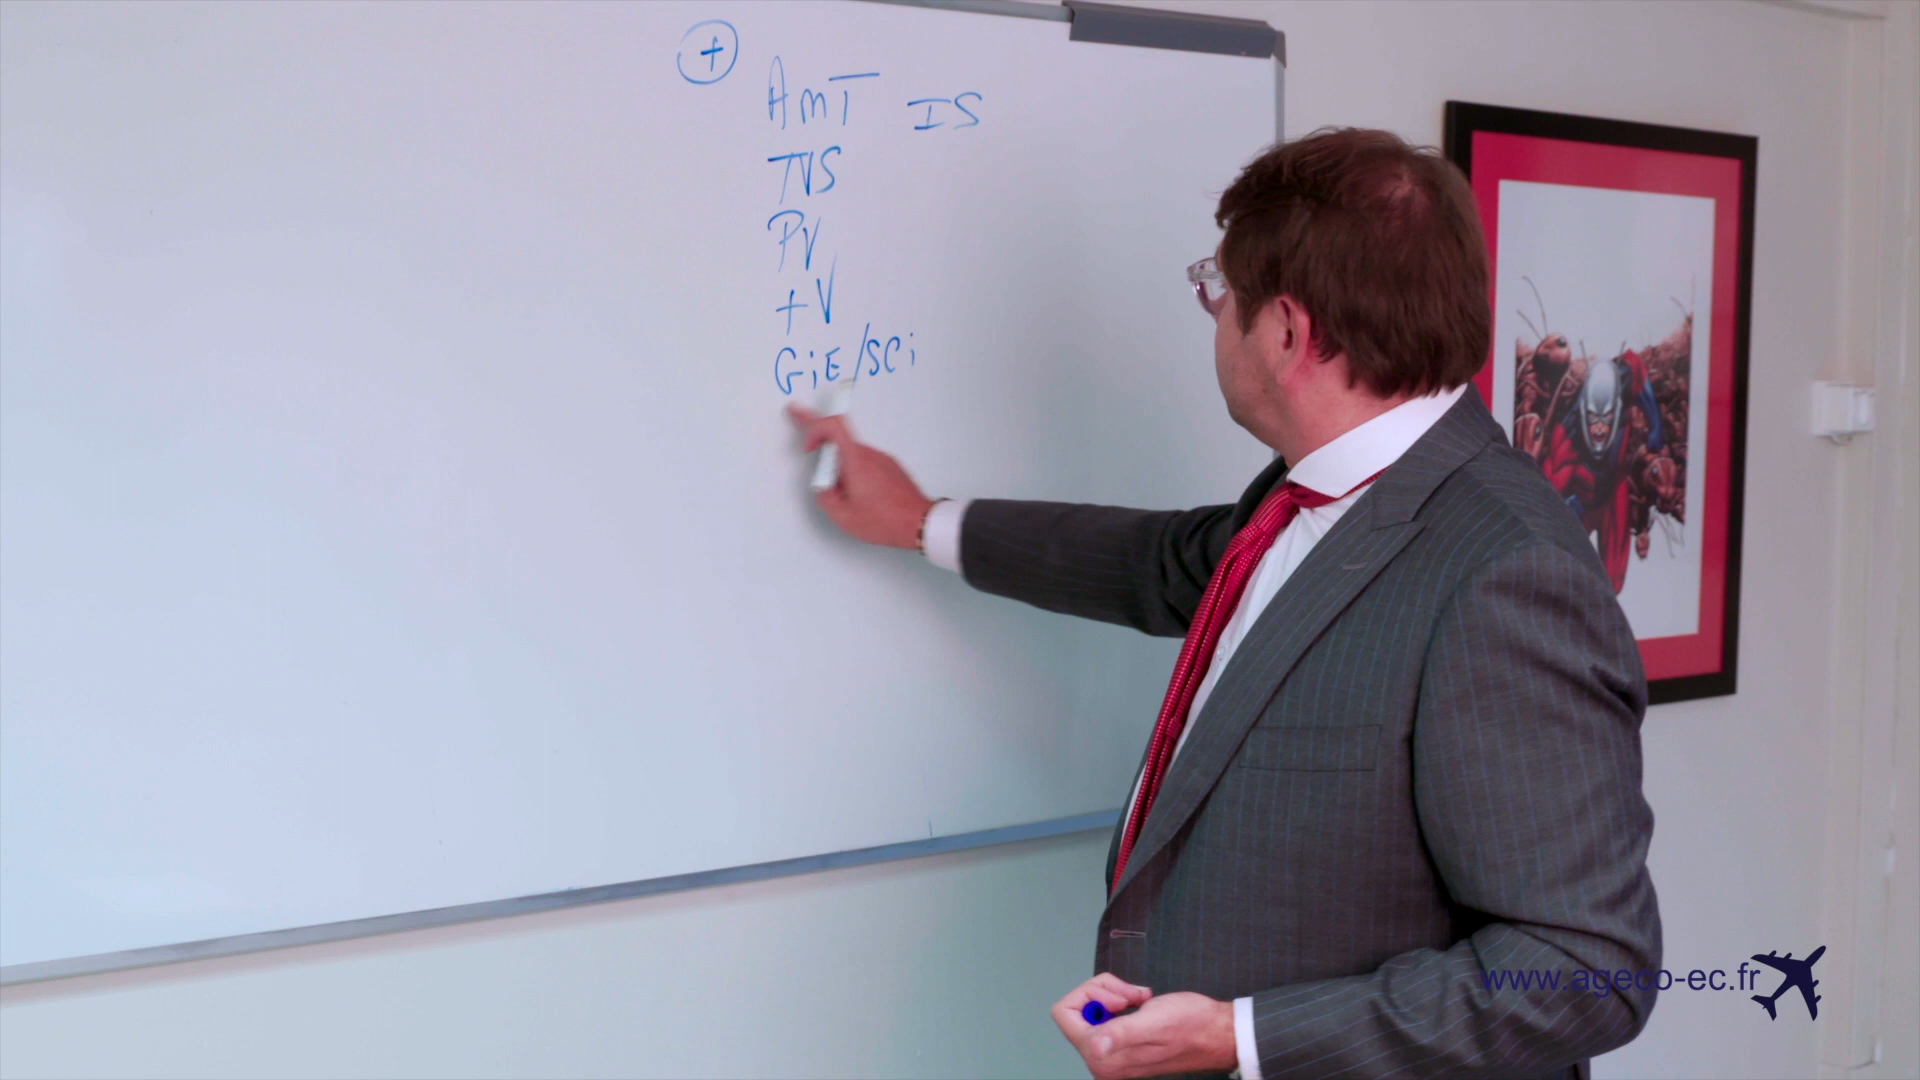 +
AmT IS
TVS
PV
+V
GiE/SCi
www.ageco-ec.fr